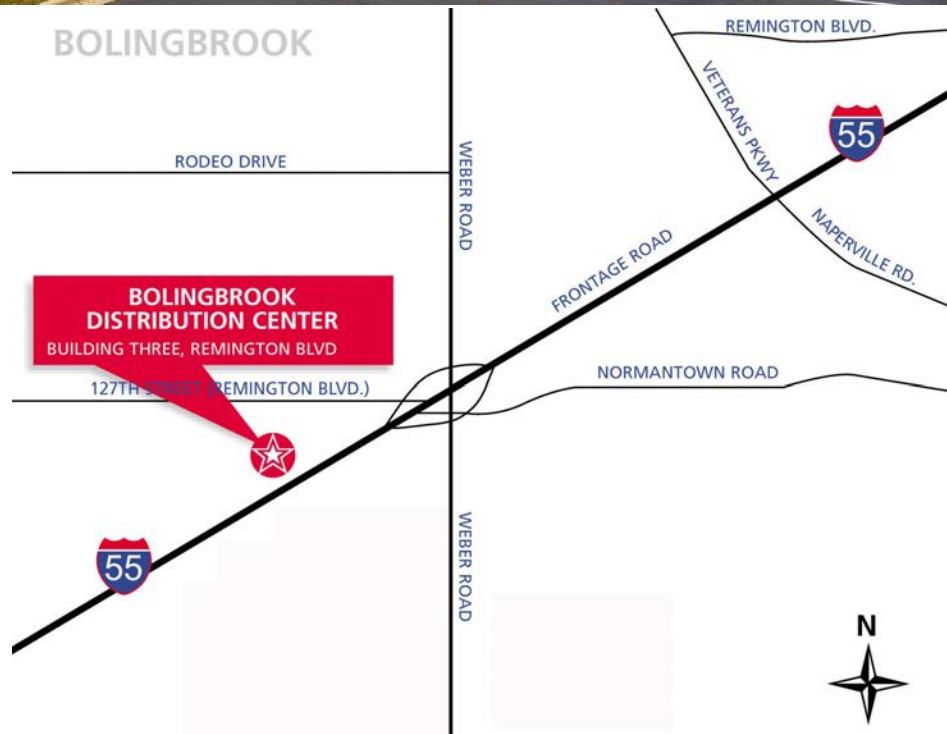 BOLINGBROOK
REMINGTON BLVD.
VETERANS PKWY
55
RODEO DRIVE
WEBER ROAD
NAPERVILLE RD.
FRONTAGE ROAD
BOLINGBROOK
DISTRIBUTION CENTER
BUILDING THREE, REMINGTON BLVD
127TH STREET (REMINGTON BLVD.)
NORMANTOWN ROAD
55
WEBER ROAD
N